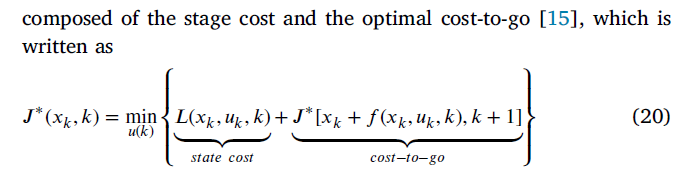 composed of the stage cost and the optimal cost-to-go [15], which is
written as
J*(x_k, k) = min_{u(k)} { L(x_k, u_k, k) + J*[x_k + f(x_k, u_k, k), k + 1] } (20)
state cost cost−to−go